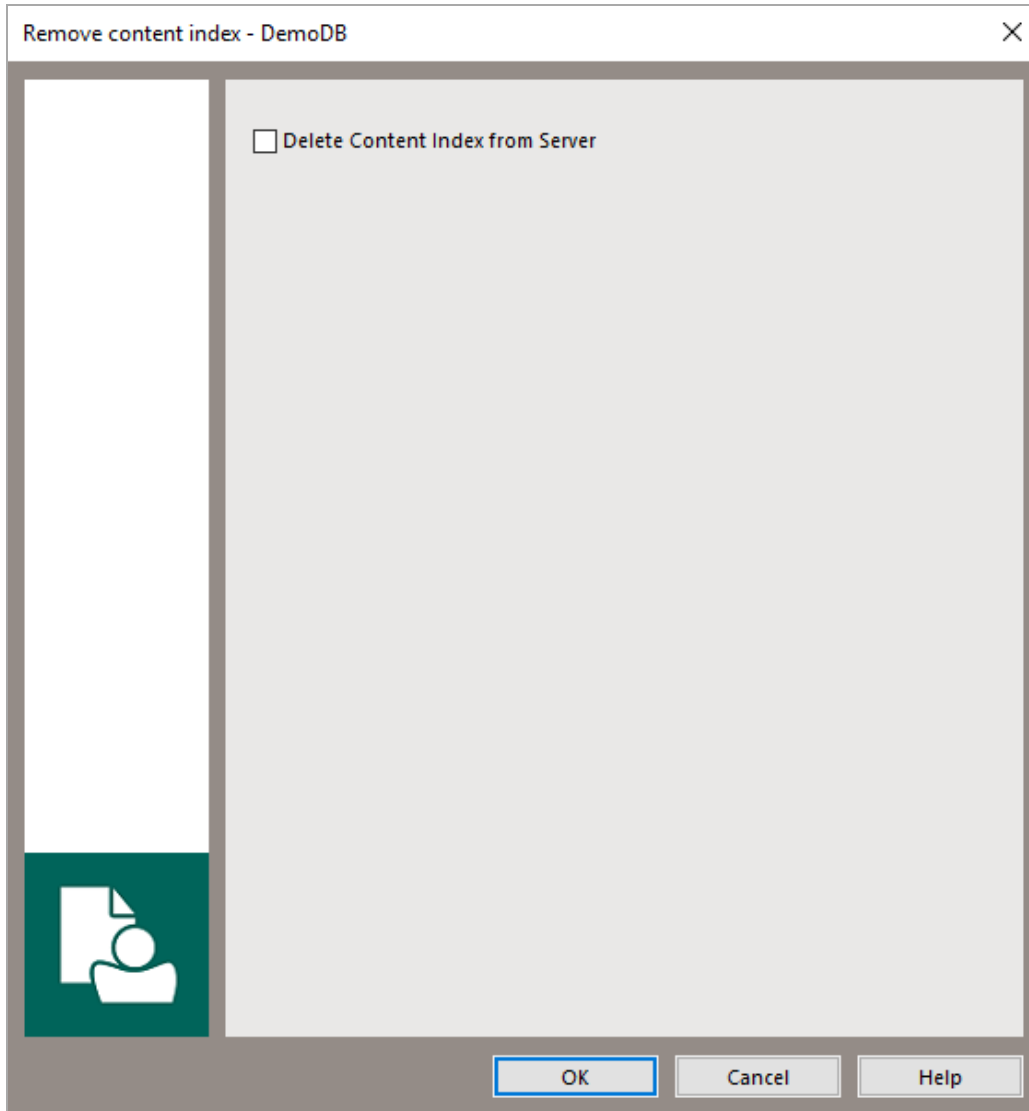 Remove content index - DemoDB
Delete Content Index from Server
OK Cancel Help